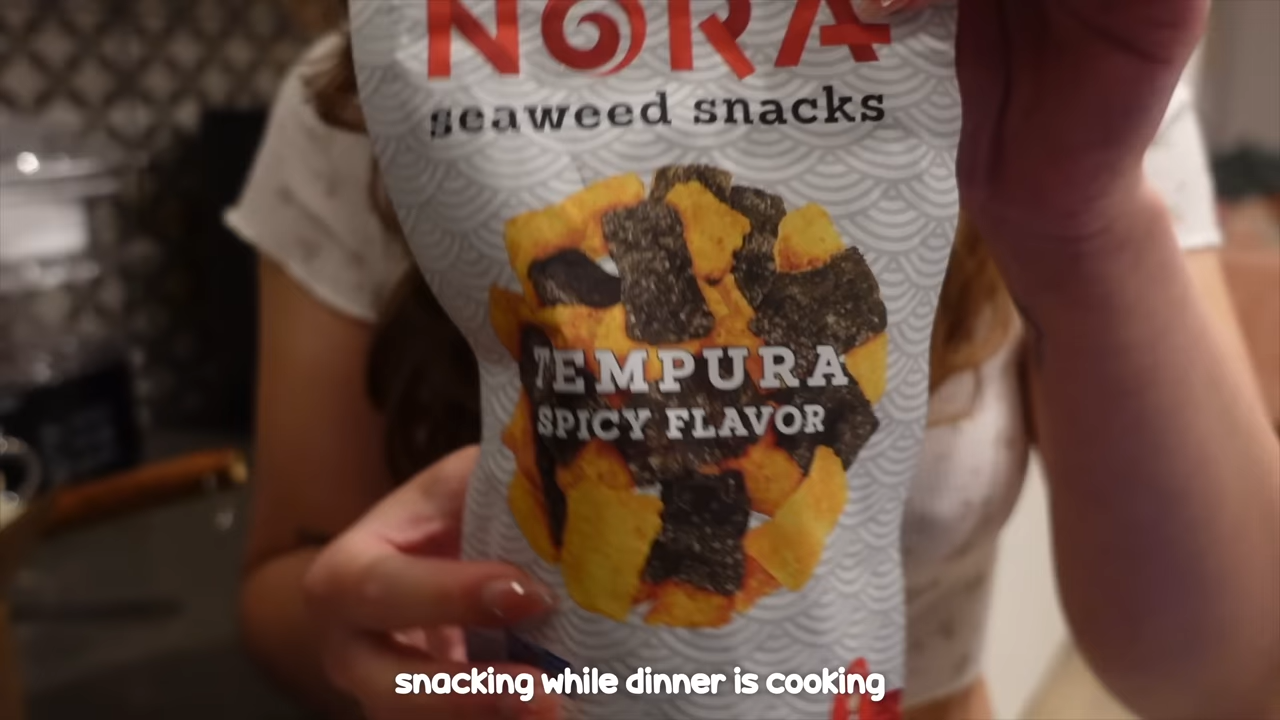 NORA
seaweed snacks
TEMPURA
SPICY FLAVOR
snacking while dinner is cooking